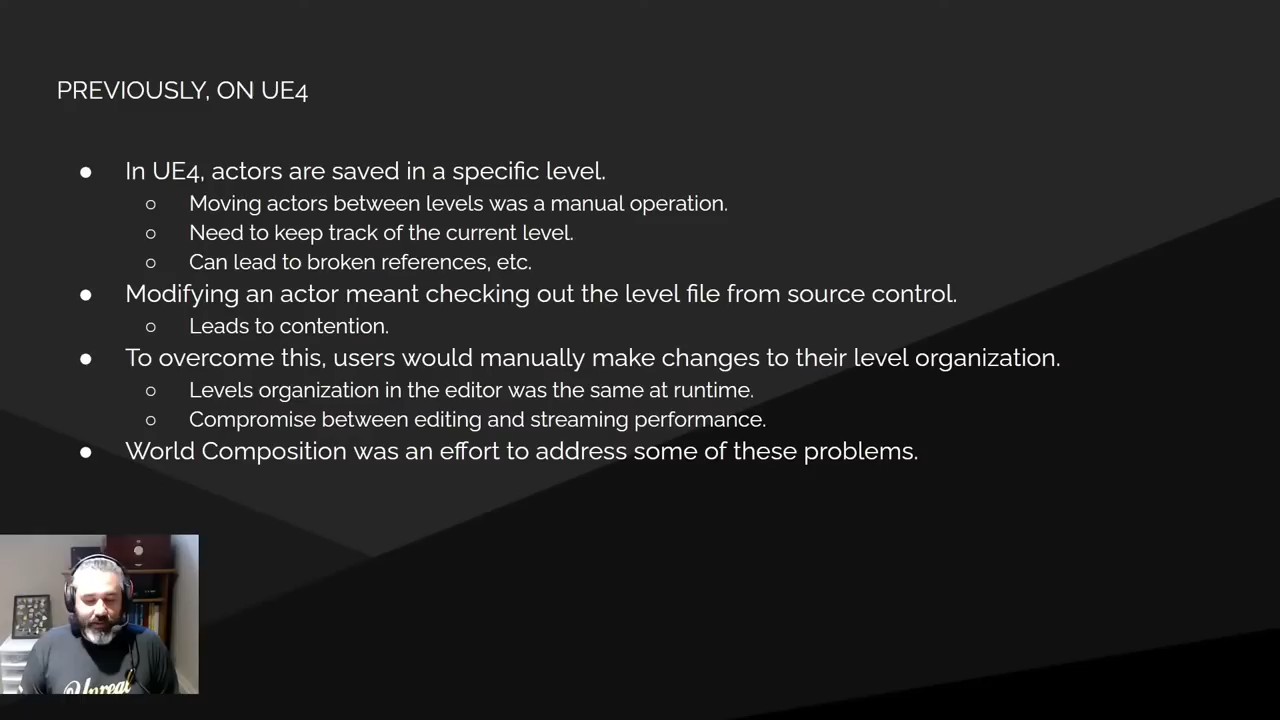 PREVIOUSLY, ON UE4
● In UE4, actors are saved in a specific level.
○ Moving actors between levels was a manual operation.
○ Need to keep track of the current level.
○ Can lead to broken references, etc.
● Modifying an actor meant checking out the level file from source control.
○ Leads to contention.
● To overcome this, users would manually make changes to their level organization.
○ Levels organization in the editor was the same at runtime.
○ Compromise between editing and streaming performance.
● World Composition was an effort to address some of these problems.
Unreal